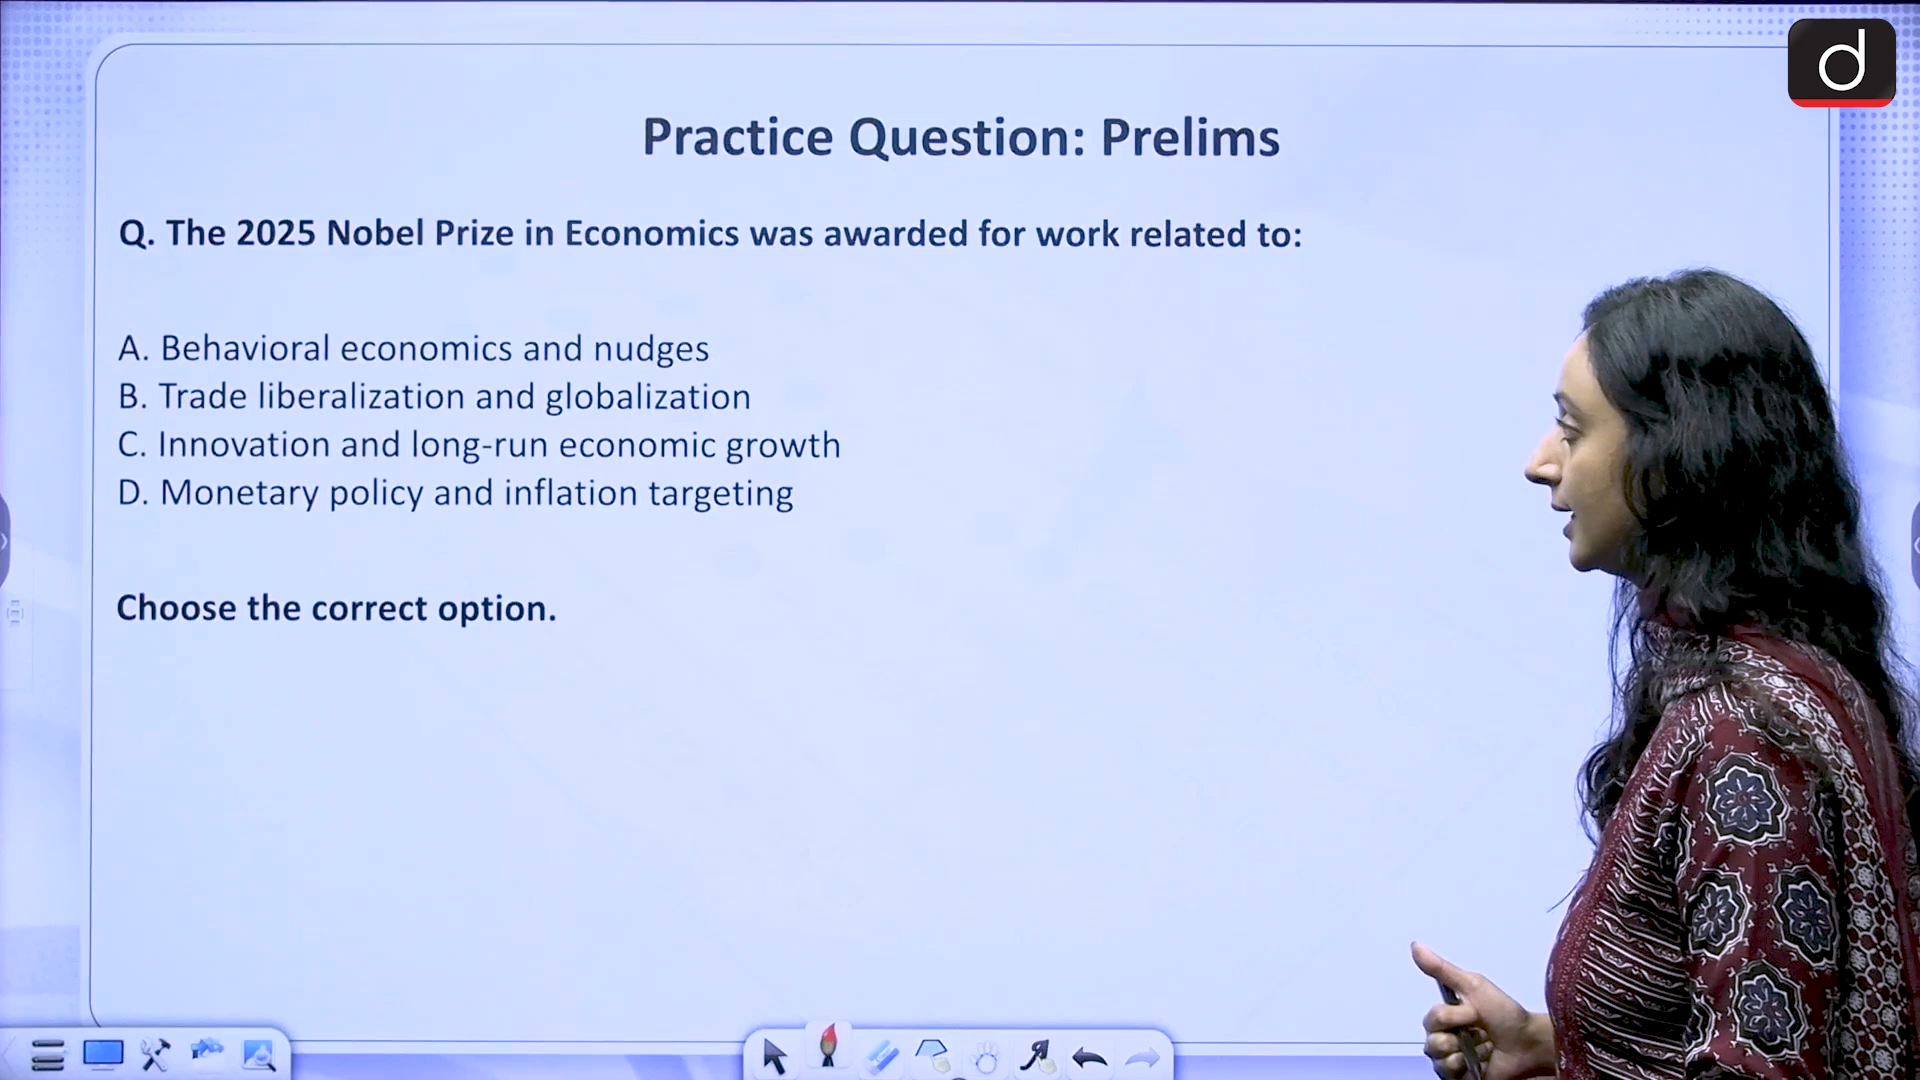 d
Practice Question: Prelims
Q. The 2025 Nobel Prize in Economics was awarded for work related to:
A. Behavioral economics and nudges
B. Trade liberalization and globalization
C. Innovation and long-run economic growth
D. Monetary policy and inflation targeting
Choose the correct option.